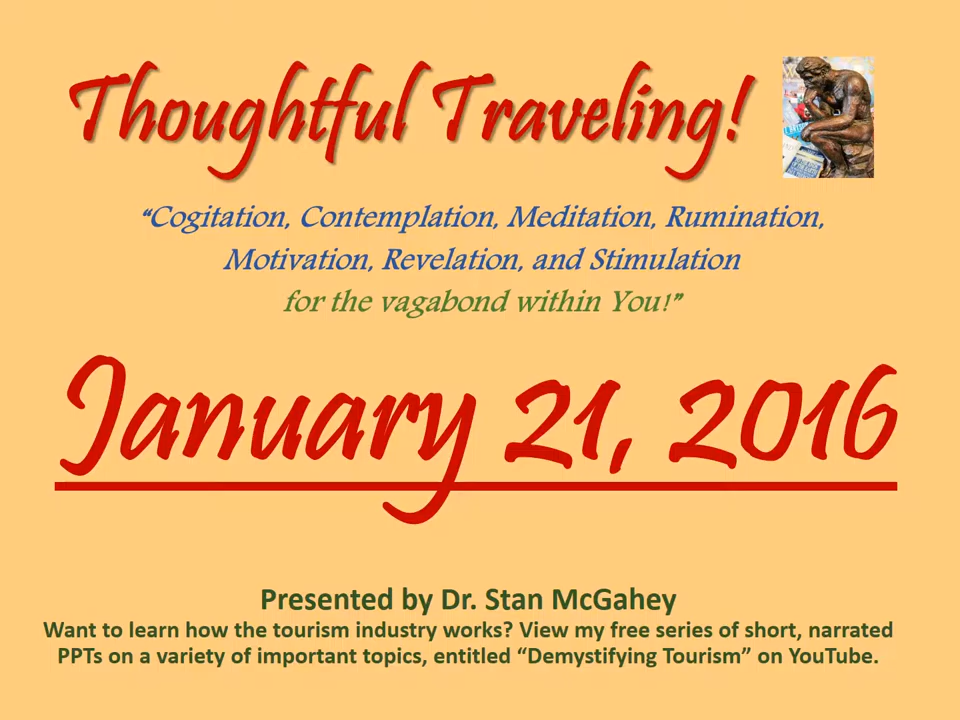 Thoughtful Traveling!
“Cogitation, Contemplation, Meditation, Rumination,
Motivation, Revelation, and Stimulation
for the vagabond within You!”
January 21, 2016
Presented by Dr. Stan McGahey
Want to learn how the tourism industry works? View my free series of short, narrated
PPTs on a variety of important topics, entitled “Demystifying Tourism” on YouTube.